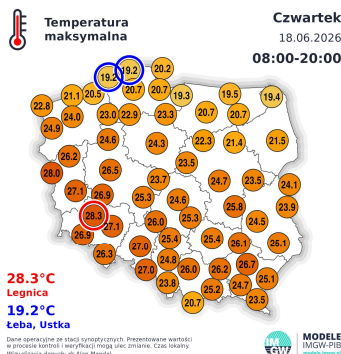 Temperatura
maksymalna
Czwartek
18.06.2026
08:00-20:00
19.2 19.2 20.2
22.8 21.1 20.5 20.7 20.7 19.3 19.5 19.4
24.9 24.0 23.0 22.9 23.3 20.7 20.7
26.2 24.6 24.3 22.3 21.4 21.5
28.0 26.5 23.5
27.1 26.9 23.7 24.7 23.5 24.1
28.3 25.3 24.6 25.8 23.9
26.9 27.1 26.0 25.3 24.5
26.3 27.0 25.4 25.4 26.1 26.1
27.0 24.8 26.0 26.2 26.7
23.8 25.2 24.7 25.1
20.7 23.5
28.3°C
Legnica
19.2°C
Łeba, Ustka
Dane operacyjne ze stacji synoptycznych. Prezentowane wartości
w procesie kontroli i weryfikacji mogą ulec zmianie. Czas lokalny.
IMGW
MODELE
IMGW-PIB